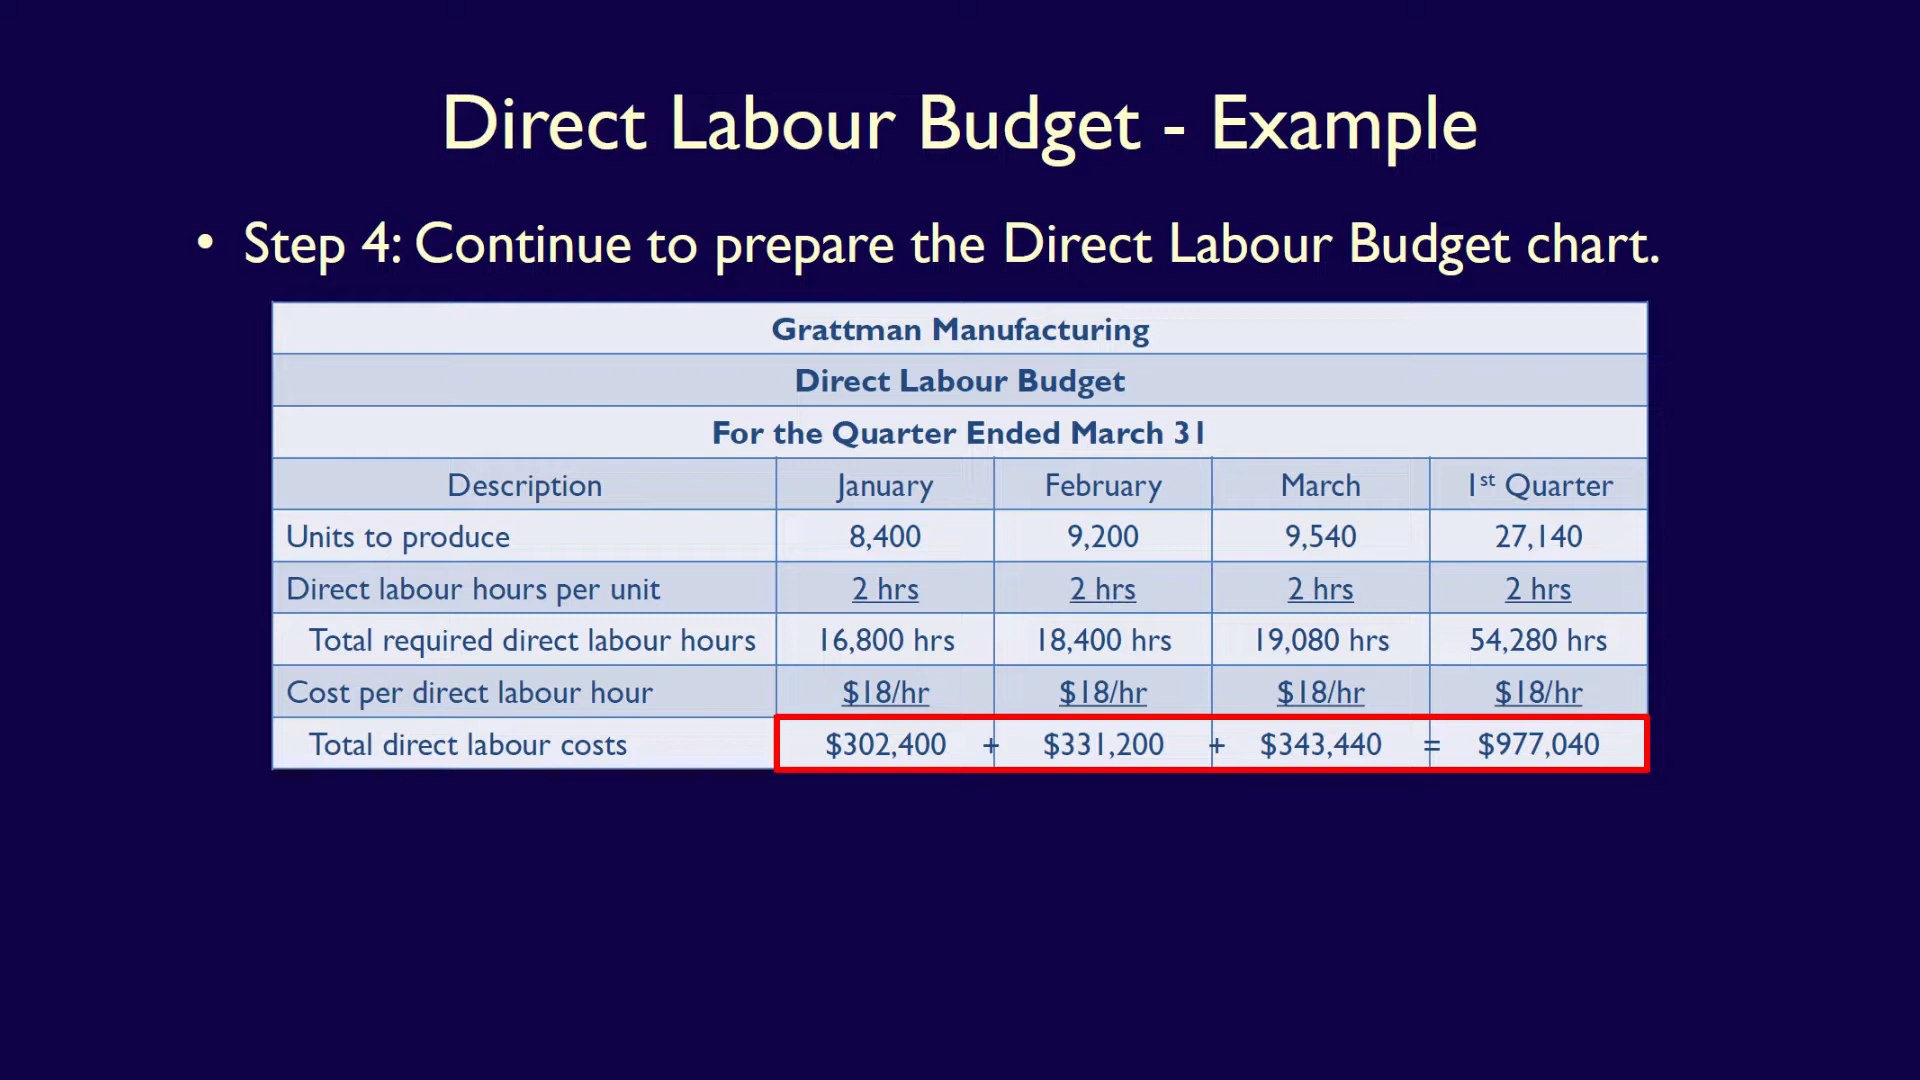 Direct Labour Budget - Example
• Step 4: Continue to prepare the Direct Labour Budget chart.
Grattman Manufacturing
Direct Labour Budget
For the Quarter Ended March 31
Description January February March 1st Quarter
Units to produce 8,400 9,200 9,540 27,140
Direct labour hours per unit 2 hrs 2 hrs 2 hrs 2 hrs
Total required direct labour hours 16,800 hrs 18,400 hrs 19,080 hrs 54,280 hrs
Cost per direct labour hour $18/hr $18/hr $18/hr $18/hr
Total direct labour costs $302,400 + $331,200 + $343,440 = $977,040